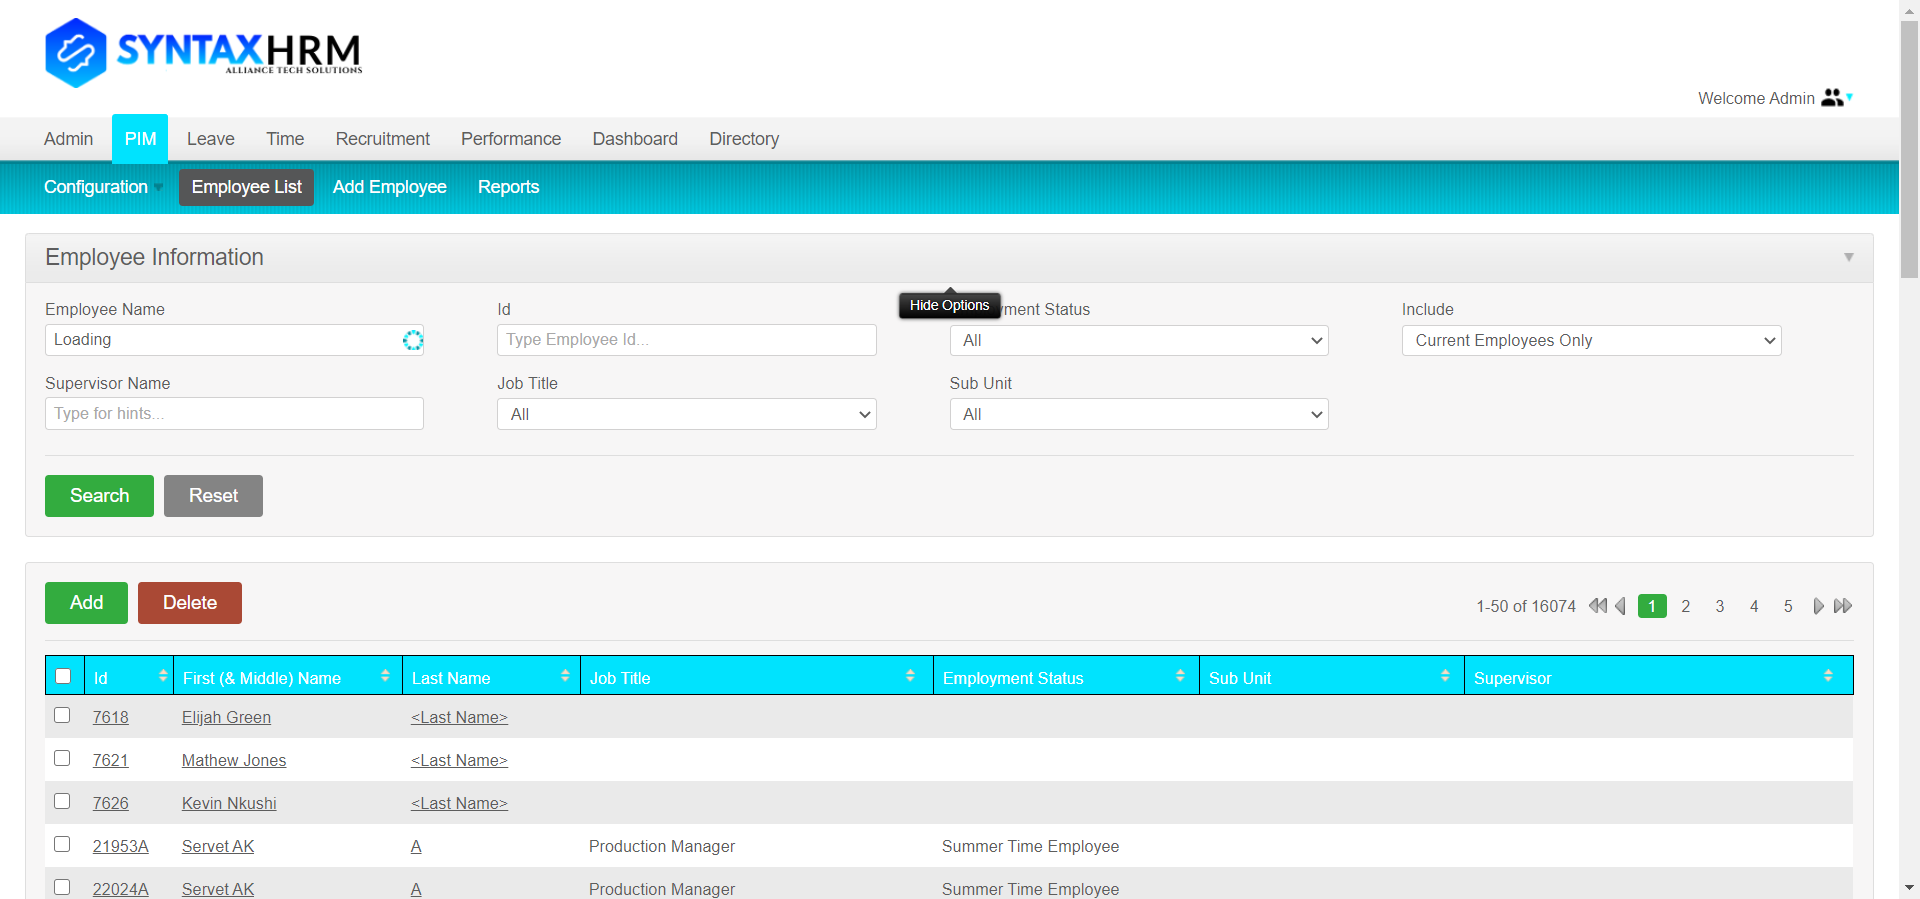 SYNTAXHRM
ALLIANCE TECH SOLUTIONS
Welcome Admin
Admin PIM Leave Time Recruitment Performance Dashboard Directory
Configuration Employee List Add Employee Reports
Employee Information
Hide Options
Employee Name Id yment Status Include
Loading Type Employee Id... All Current Employees Only
Supervisor Name Job Title Sub Unit
Type for hints... All All
Search Reset
Add Delete 1-50 of 16074 1 2 3 4 5
Id First (& Middle) Name Last Name Job Title Employment Status Sub Unit Supervisor
7618 Elijah Green <Last Name>
7621 Mathew Jones <Last Name>
7626 Kevin Nkushi <Last Name>
21953A Servet AK A Production Manager Summer Time Employee
22024A Servet AK A Production Manager Summer Time Employee